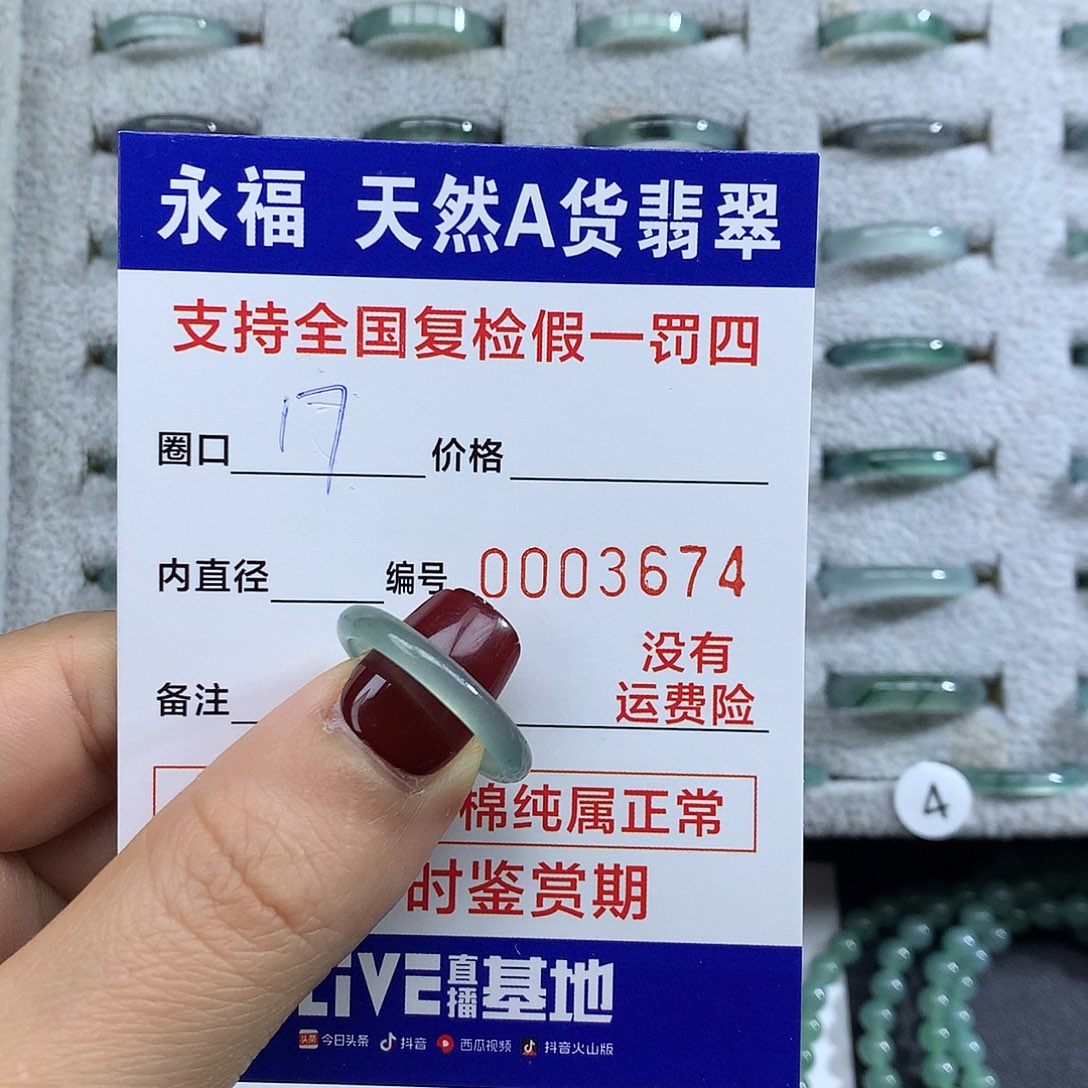 永福 天然A货翡翠
支持全国复检假一罚四
圈口 17 价格
内直径 编号 0003674
没有
备注 运费险
棉纯属正常
时鉴赏期
LiVE直播基地
头条 今日头条 抖音 西瓜视频 抖音火山版
4